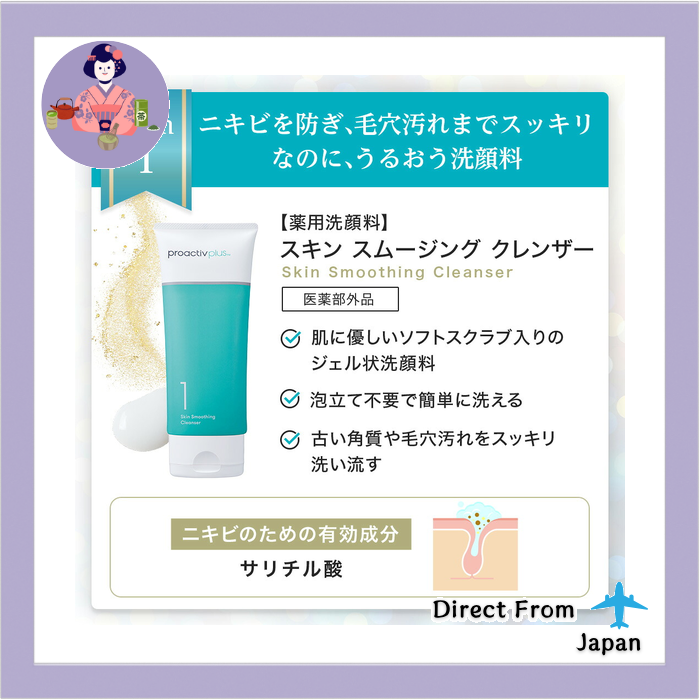 ニキビを防ぎ、毛穴汚れまでスッキリ
なのに、うるおう洗顔料
1
【薬用洗顔料】
スキン スムージング クレンザー
Skin Smoothing Cleanser
医薬部外品
肌に優しいソフトスクラブ入りの
ジェル状洗顔料
泡立て不要で簡単に洗える
古い角質や毛穴汚れをスッキリ
洗い流す
proactiv plus™
1
Skin Smoothing
Cleanser
茶
ニキビのための有効成分
サリチル酸
Direct From
Japan